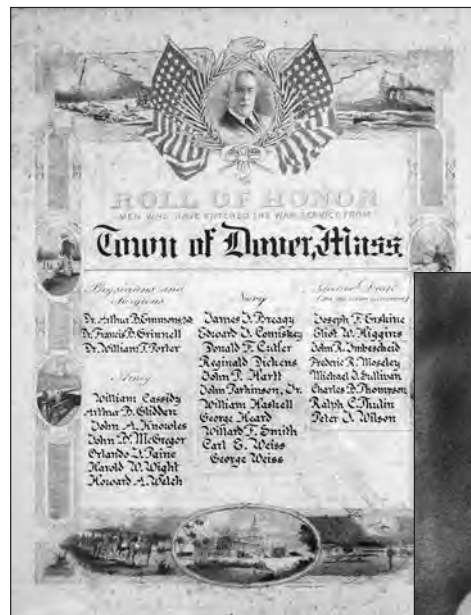 ROLL OF HONOR
MEN WHO HAVE ENTERED THE WAR SERVICE FROM
Town of Dover, Mass.
Physicians and
Surgeons
Dr. Arthur B. Emmons, 2d
Dr. Francis B. Grinnell
Dr. William T. Porter
Army
William Cassidy
Arthur B. Glidden
John A. Knowles
John D. McGregor
Orlando J. Paine
Harold W. Wight
Howard A. Welch
Navy
James J. Breagy
Edward J. Comiskey
Donald F. Cutler
Reginald Dickens
John T. Hartt
John Parkinson, Jr.
William Haskell
George Heard
Willard F. Smith
Carl E. Weiss
George Weiss
Joseph F. Erskine
Eliot W. Higgins
John R. Imbescheid
Frederic R. Moseley
Michael J. Sullivan
Charles D. Thompson
Ralph C. Thulin
Peter J. Wilson